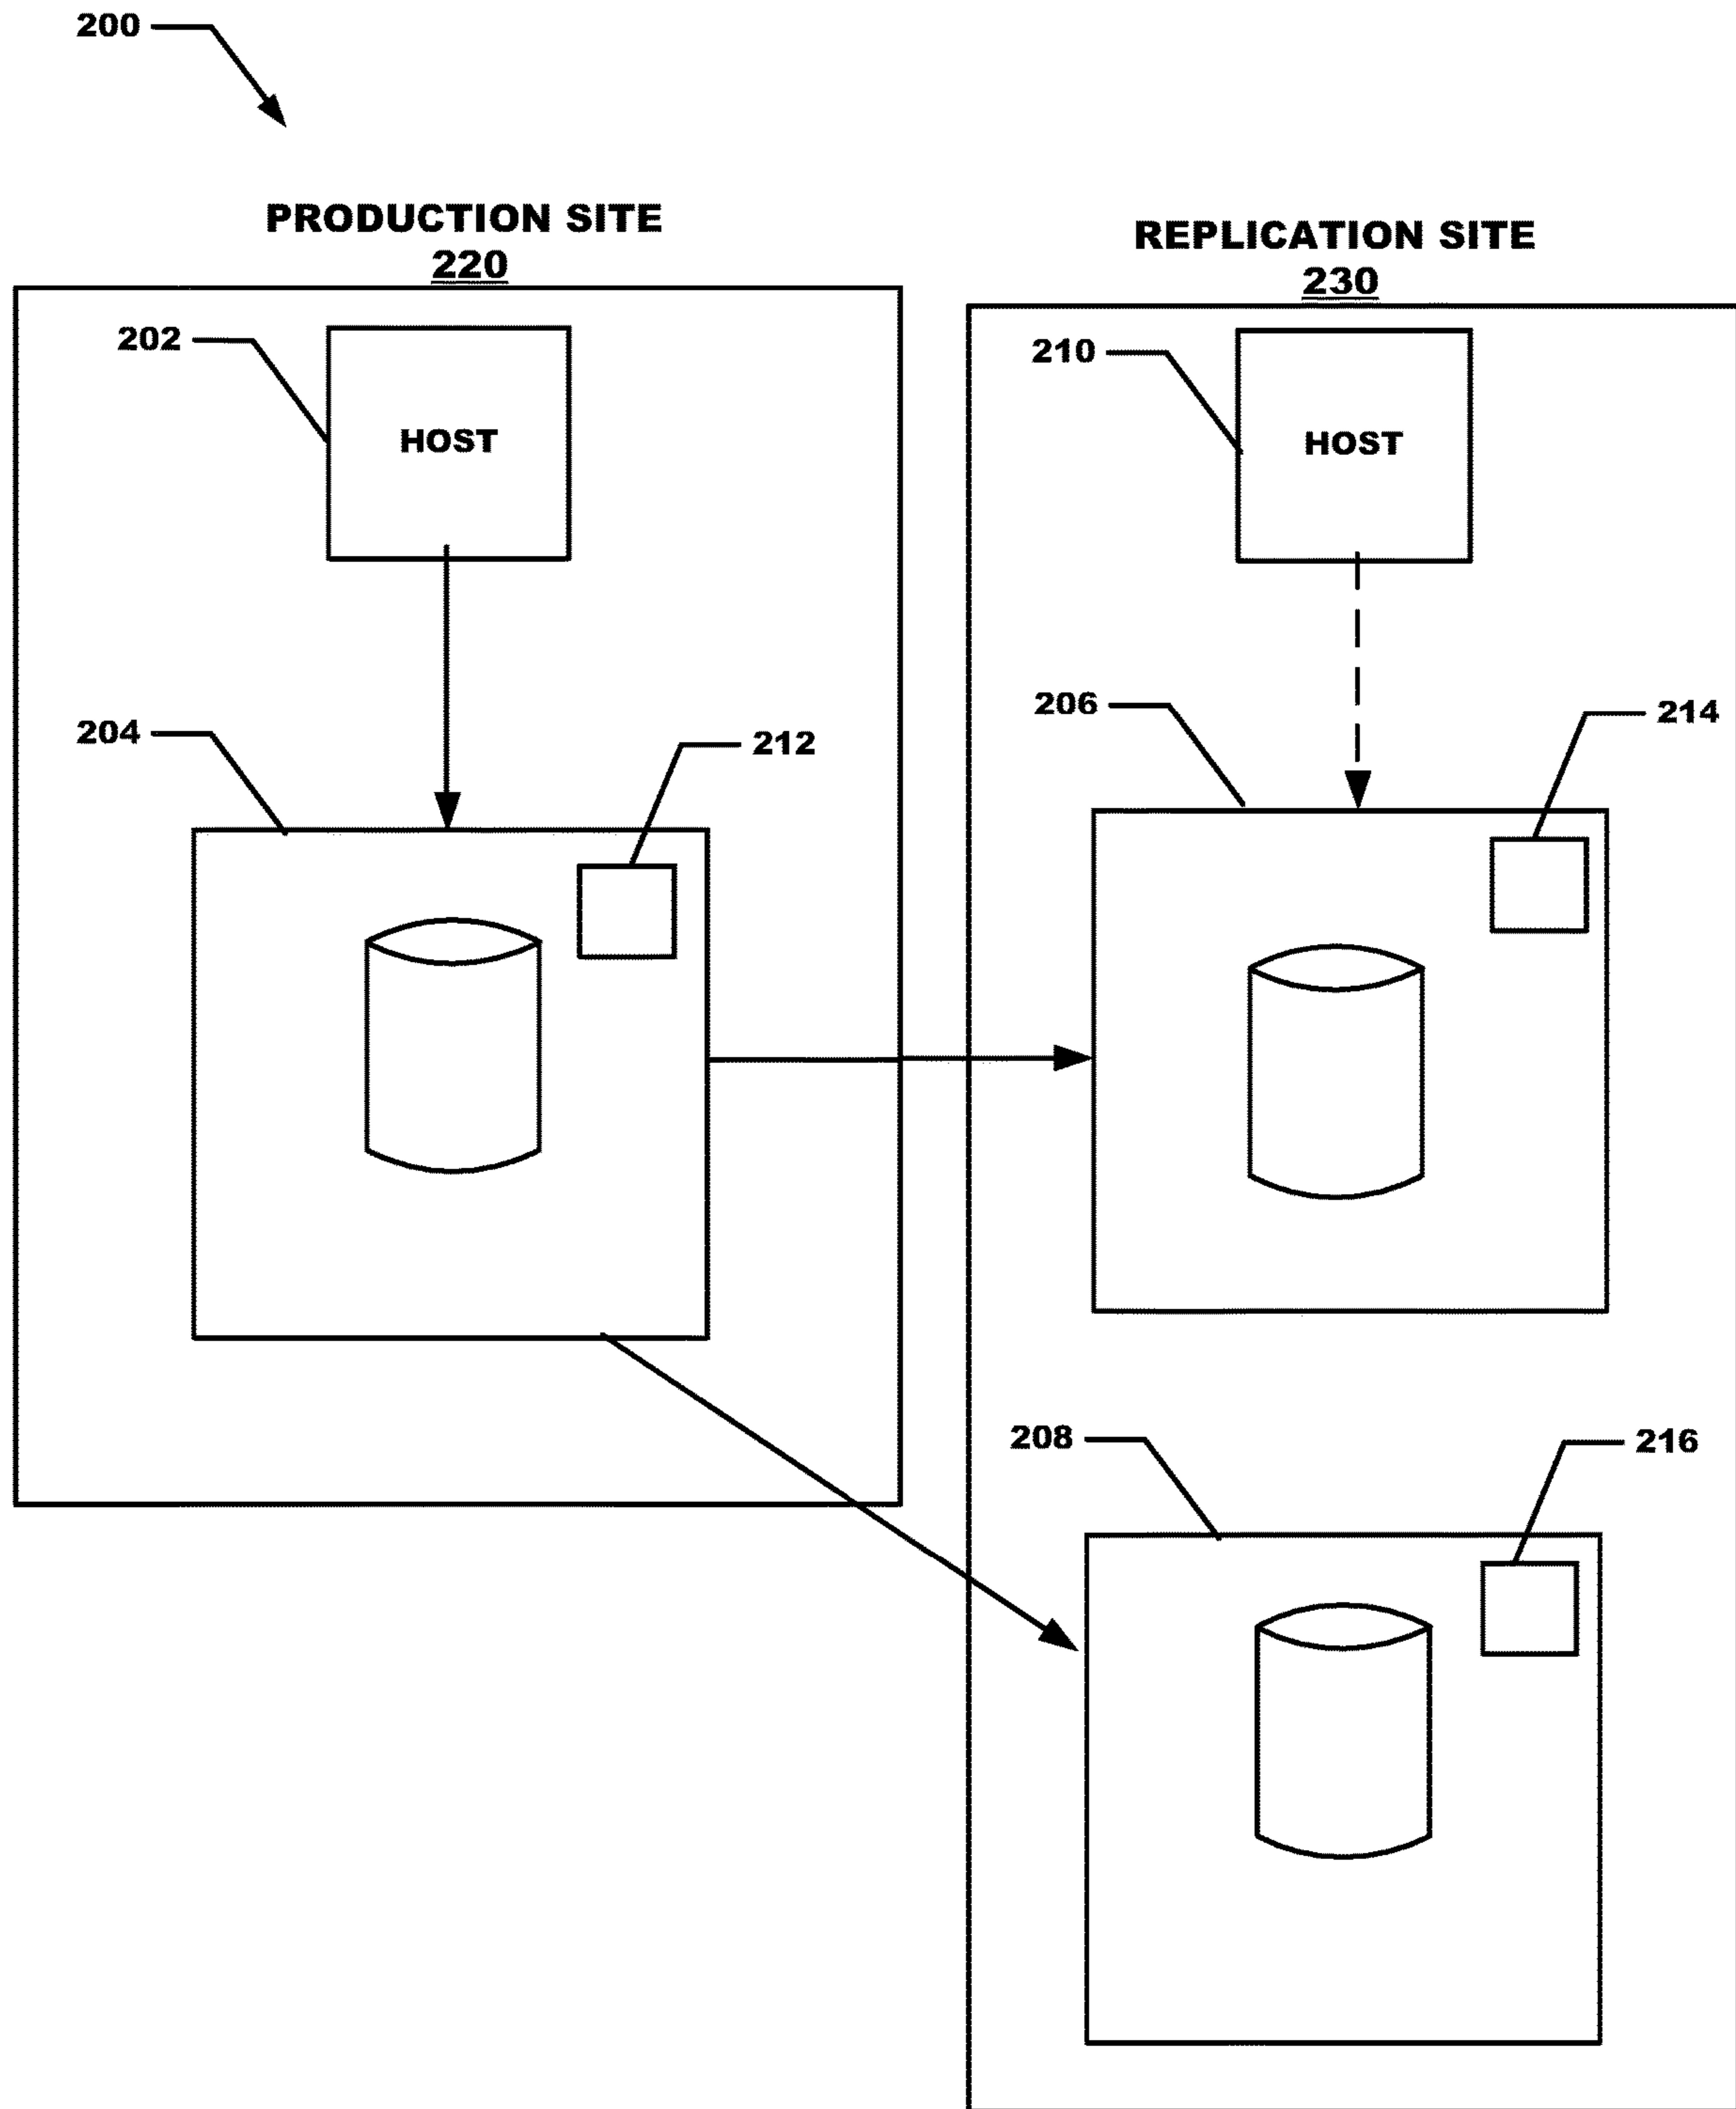 200
PRODUCTION SITE
220
REPLICATION SITE
230
202
HOST
210
HOST
204
212
206
214
208
216